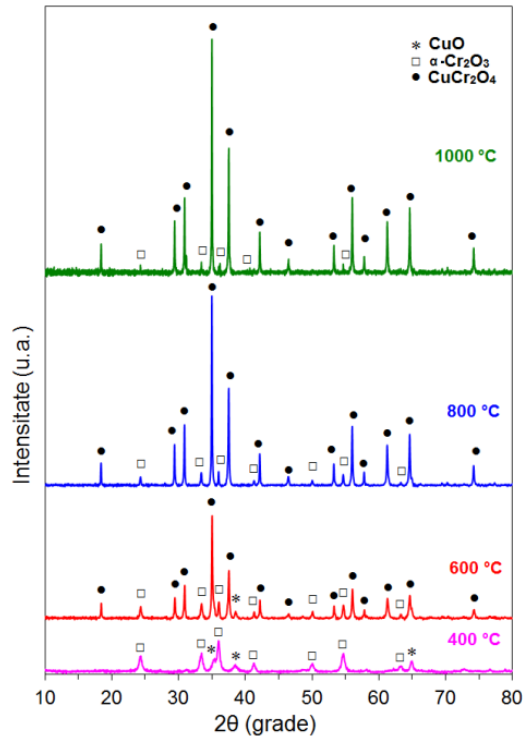 * CuO
□ α-Cr₂O₃
● CuCr₂O₄
1000 °C
800 °C
600 °C
400 °C
Intensitate (u.a.)
10 20 30 40 50 60 70 80
2θ (grade)